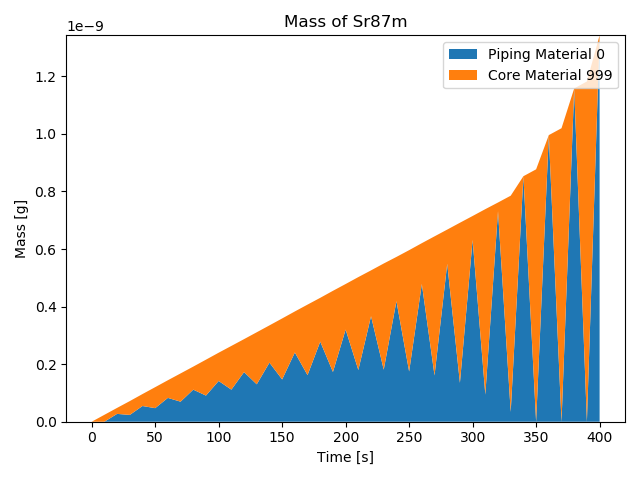 Mass of Sr87m
1e−9
Piping Material 0
Core Material 999
1.2
1.0
0.8
0.6
0.4
0.2
0.0
Mass [g]
0 50 100 150 200 250 300 350 400
Time [s]